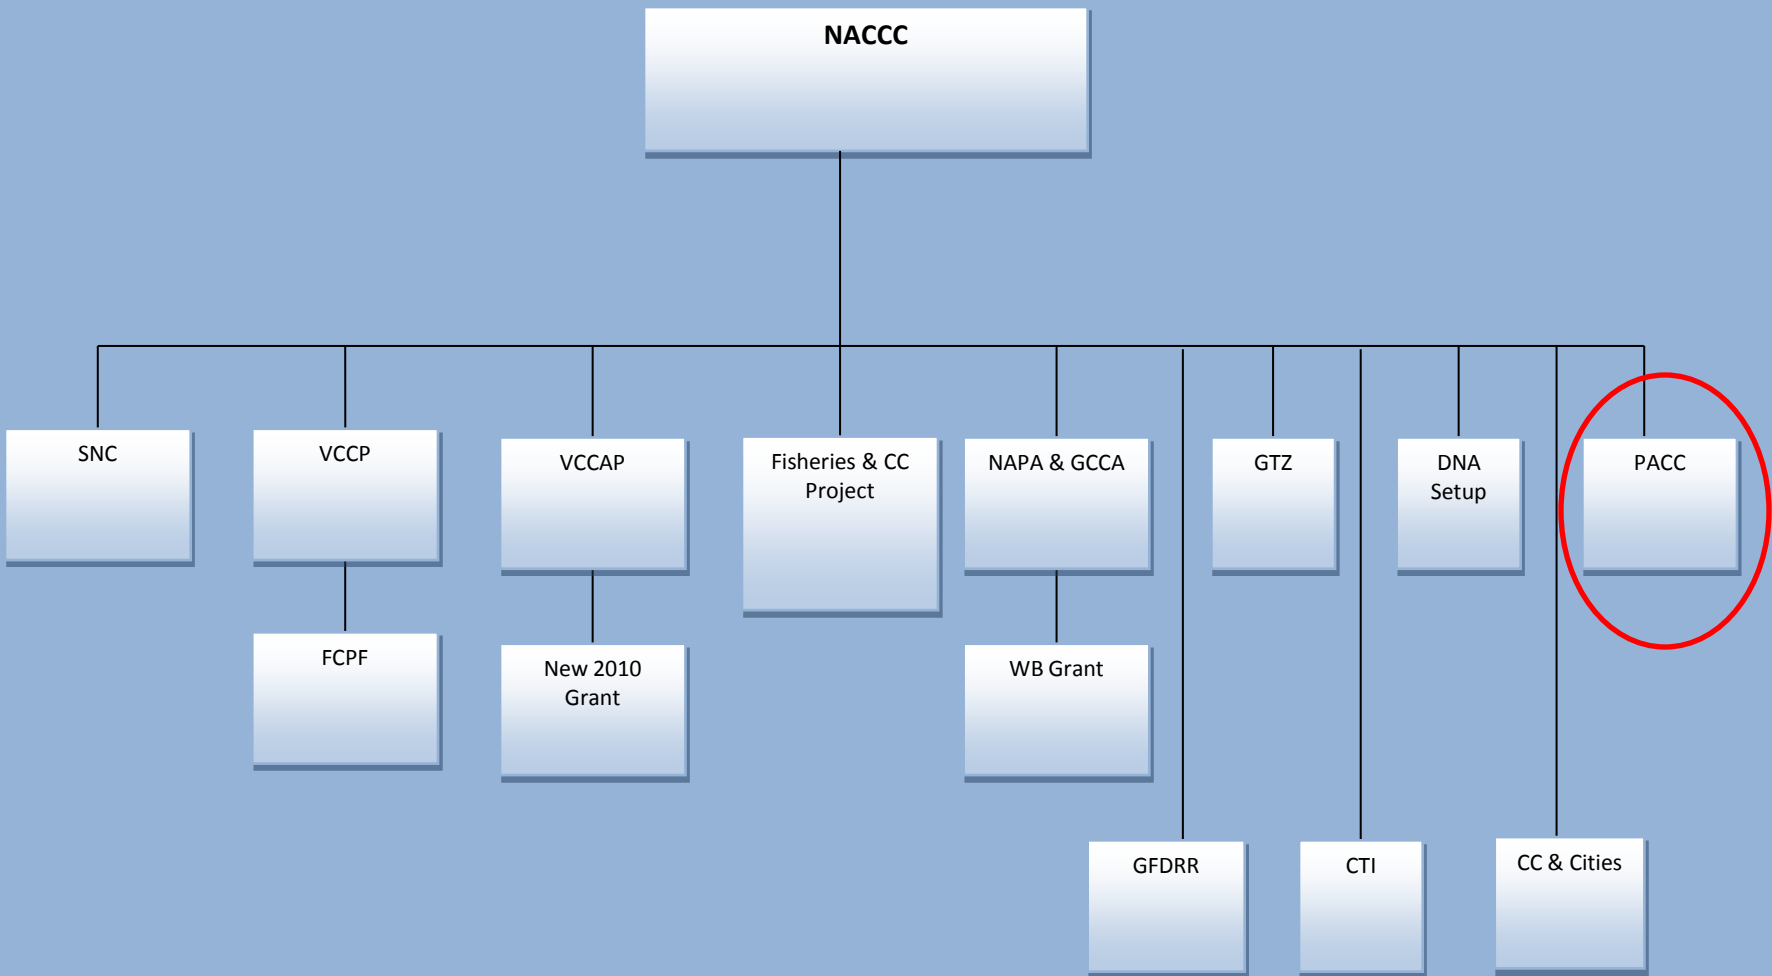 NACCC
SNC
VCCP
VCCAP
Fisheries & CC
Project
NAPA & GCCA
GTZ
DNA
Setup
PACC
FCPF
New 2010
Grant
WB Grant
GFDRR
CTI
CC & Cities